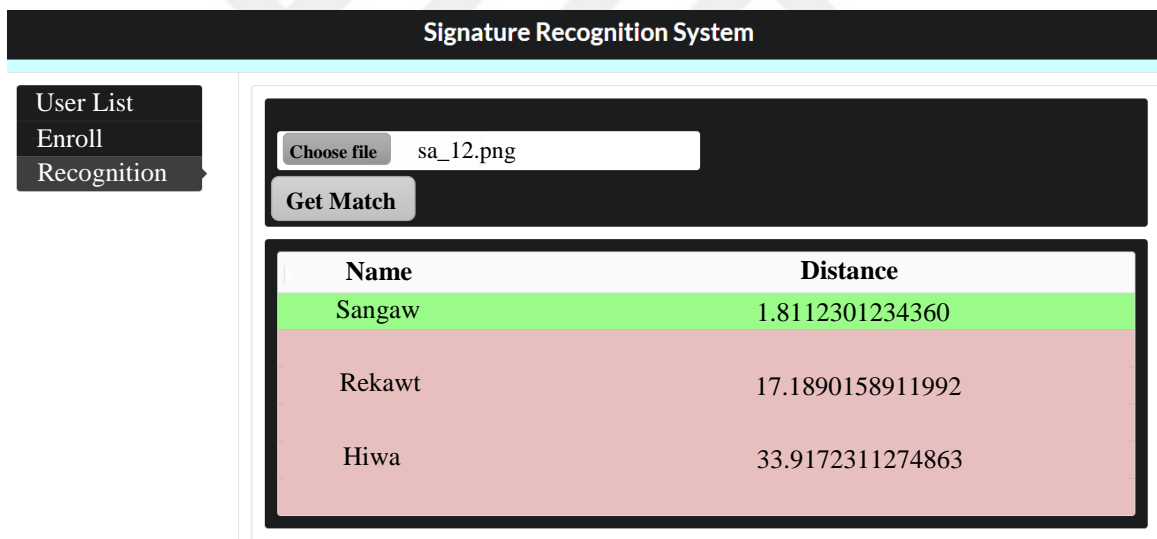 Signature Recognition System
User List
Enroll
Recognition
Choose file sa_12.png
Get Match
Name Distance
Sangaw 1.8112301234360
Rekawt 17.1890158911992
Hiwa 33.9172311274863